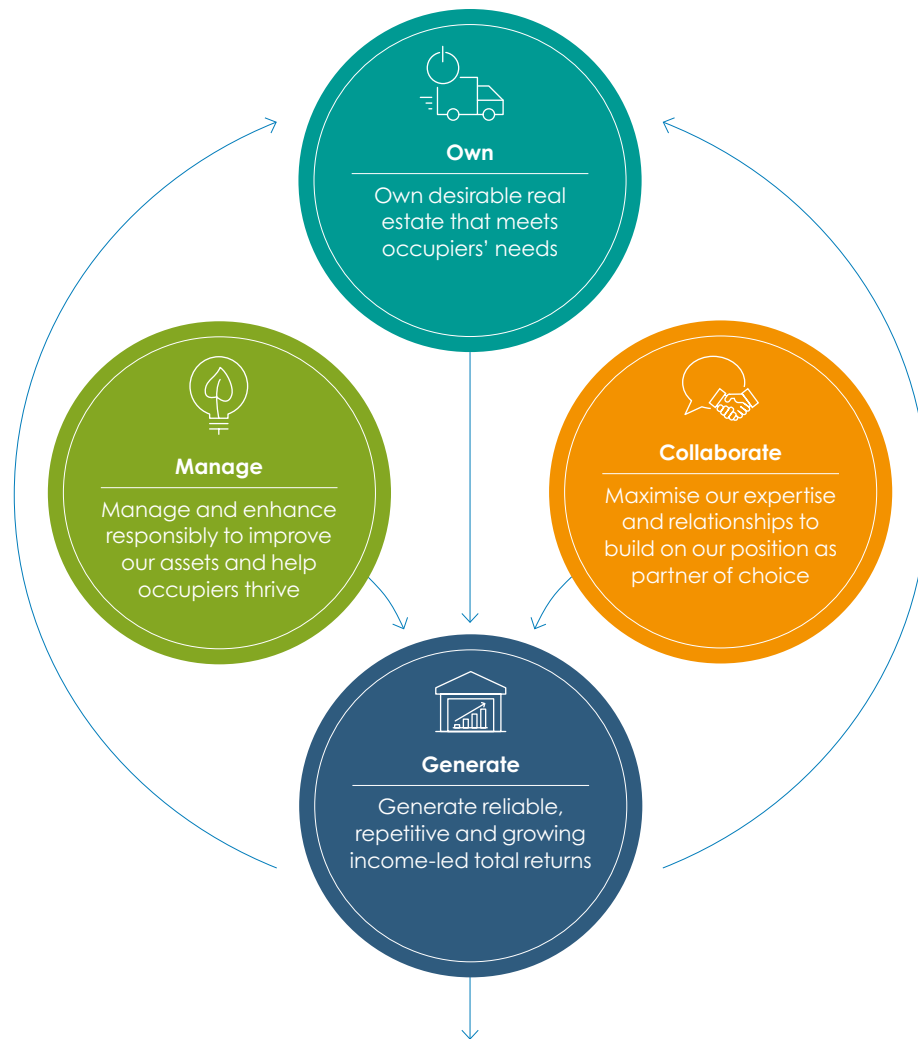 Own
Own desirable real
estate that meets
occupiers’ needs
Manage
Manage and enhance
responsibly to improve
our assets and help
occupiers thrive
Collaborate
Maximise our expertise
and relationships to
build on our position as
partner of choice
Generate
Generate reliable,
repetitive and growing
income-led total returns